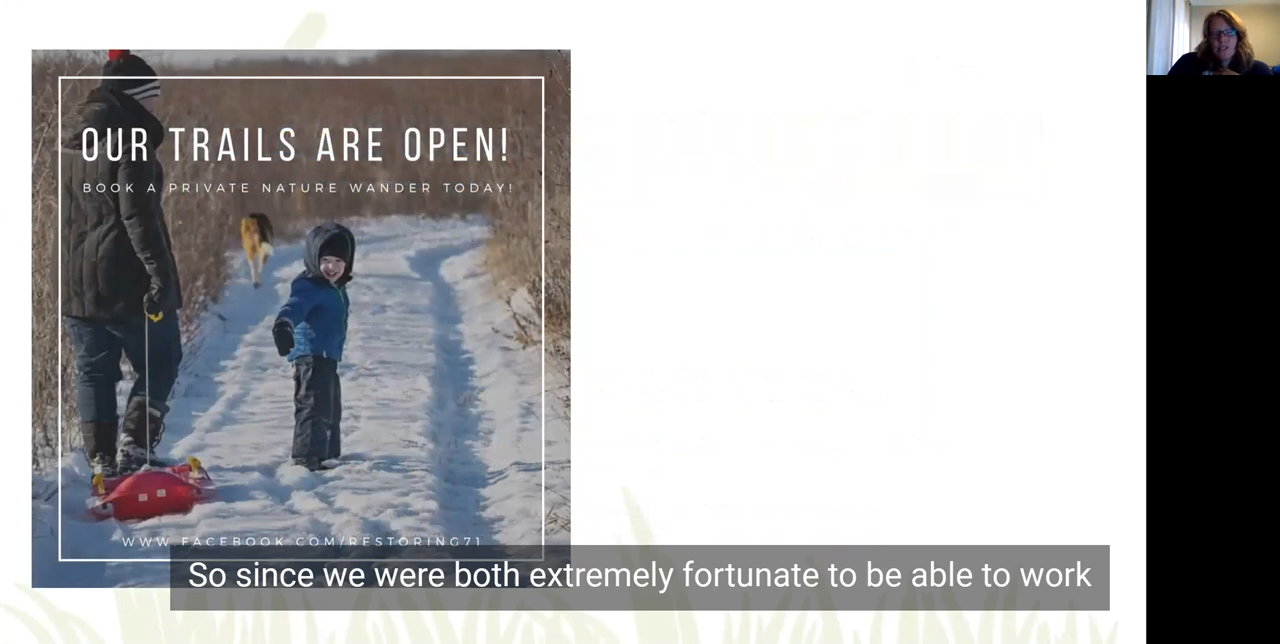 OUR TRAILS ARE OPEN!
BOOK A PRIVATE NATURE WANDER TODAY!
WWW.FACEBOOK.COM/RESTORING71
So since we were both extremely fortunate to be able to work